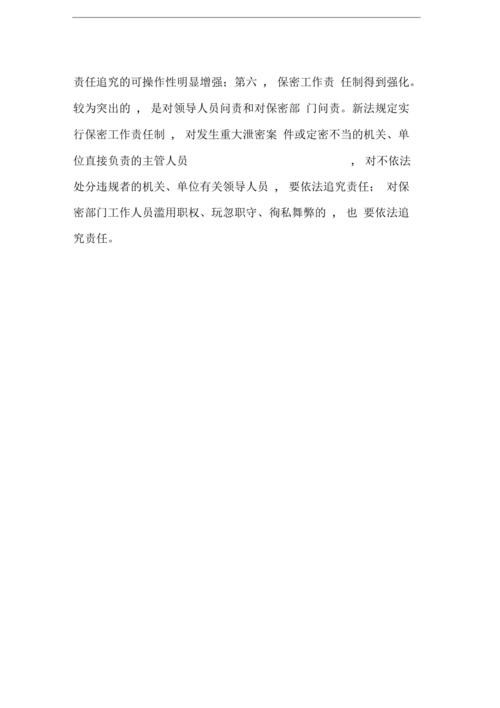 责任追究的可操作性明显增强；第六 ， 保密工作责 任制得到强化。
较为突出的 ， 是对领导人员问责和对保密部 门问责。新法规定实
行保密工作责任制 ， 对发生重大泄密案 件或定密不当的机关、单
位直接负责的主管人员 ， 对不依法
处分违规者的机关、单位有关领导人员 ， 要依法追究责任； 对保
密部门工作人员滥用职权、玩忽职守、徇私舞弊的 ， 也 要依法追
究责任。